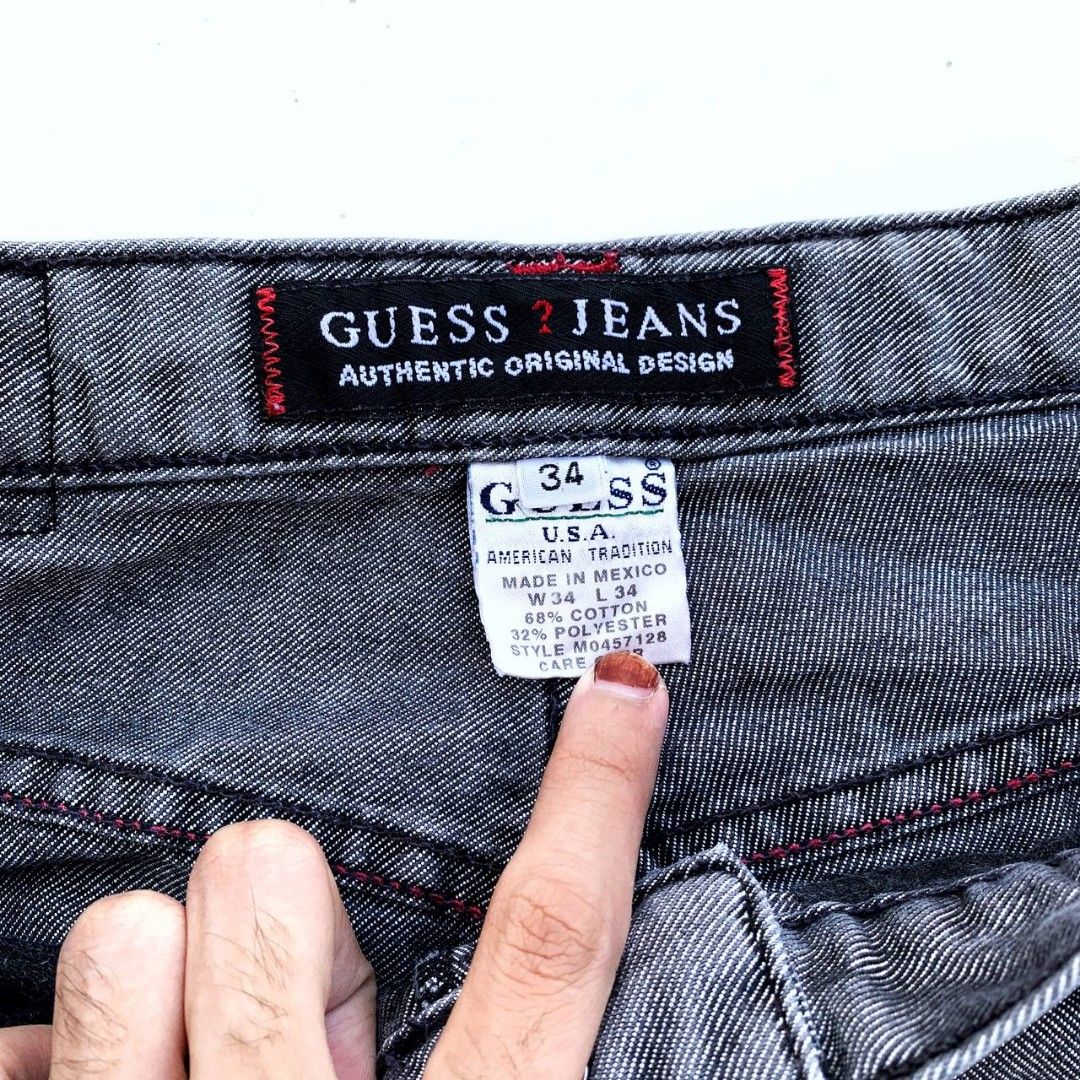 GUESS ? JEANS
AUTHENTIC ORIGINAL DESIGN
34
GUESS®
U.S.A.
AMERICAN TRADITION
MADE IN MEXICO
W 34 L 34
68% COTTON
32% POLYESTER
STYLE M0457128
CARE